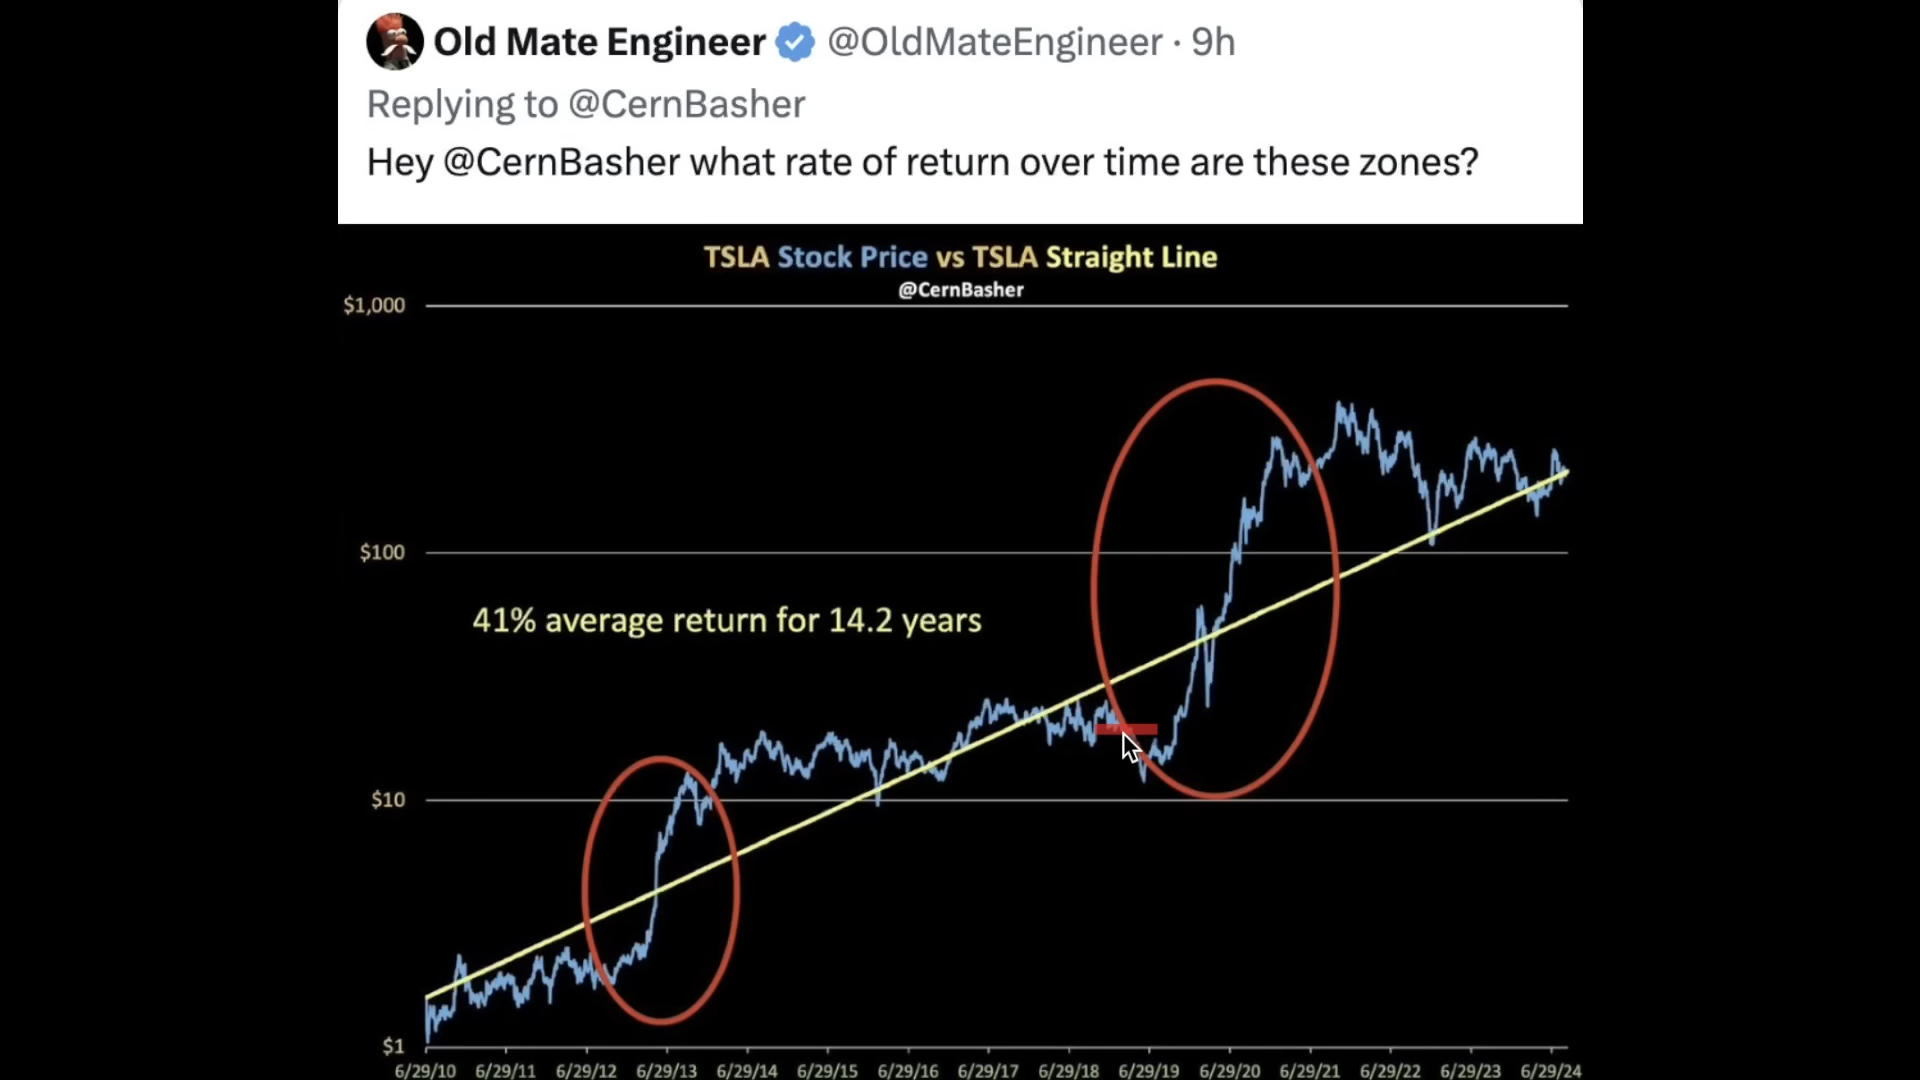 Old Mate Engineer @OldMateEngineer · 9h
Replying to @CernBasher
Hey @CernBasher what rate of return over time are these zones?
TSLA Stock Price vs TSLA Straight Line
@CernBasher
$1,000
$100
41% average return for 14.2 years
$10
$1
6/29/10 6/29/11 6/29/12 6/29/13 6/29/14 6/29/15 6/29/16 6/29/17 6/29/18 6/29/19 6/29/20 6/29/21 6/29/22 6/29/23 6/29/24